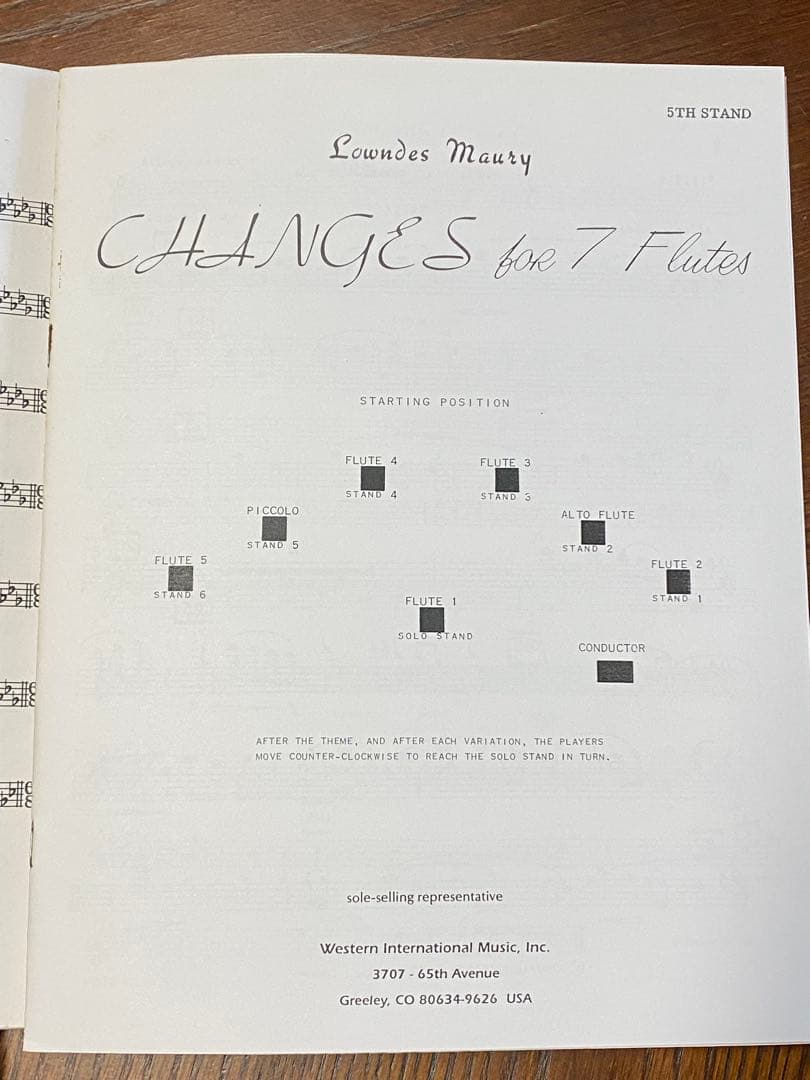 5TH STAND
Lowndes Maury
CHANGES for 7 Flutes
STARTING POSITION
FLUTE 4
STAND 4
FLUTE 3
STAND 3
PICCOLO
STAND 5
ALTO FLUTE
STAND 2
FLUTE 5
STAND 6
FLUTE 2
STAND 1
FLUTE 1
SOLO STAND
CONDUCTOR
AFTER THE THEME, AND AFTER EACH VARIATION, THE PLAYERS
MOVE COUNTER-CLOCKWISE TO REACH THE SOLO STAND IN TURN.
sole-selling representative
Western International Music, Inc.
3707 - 65th Avenue
Greeley, CO 80634-9626 USA